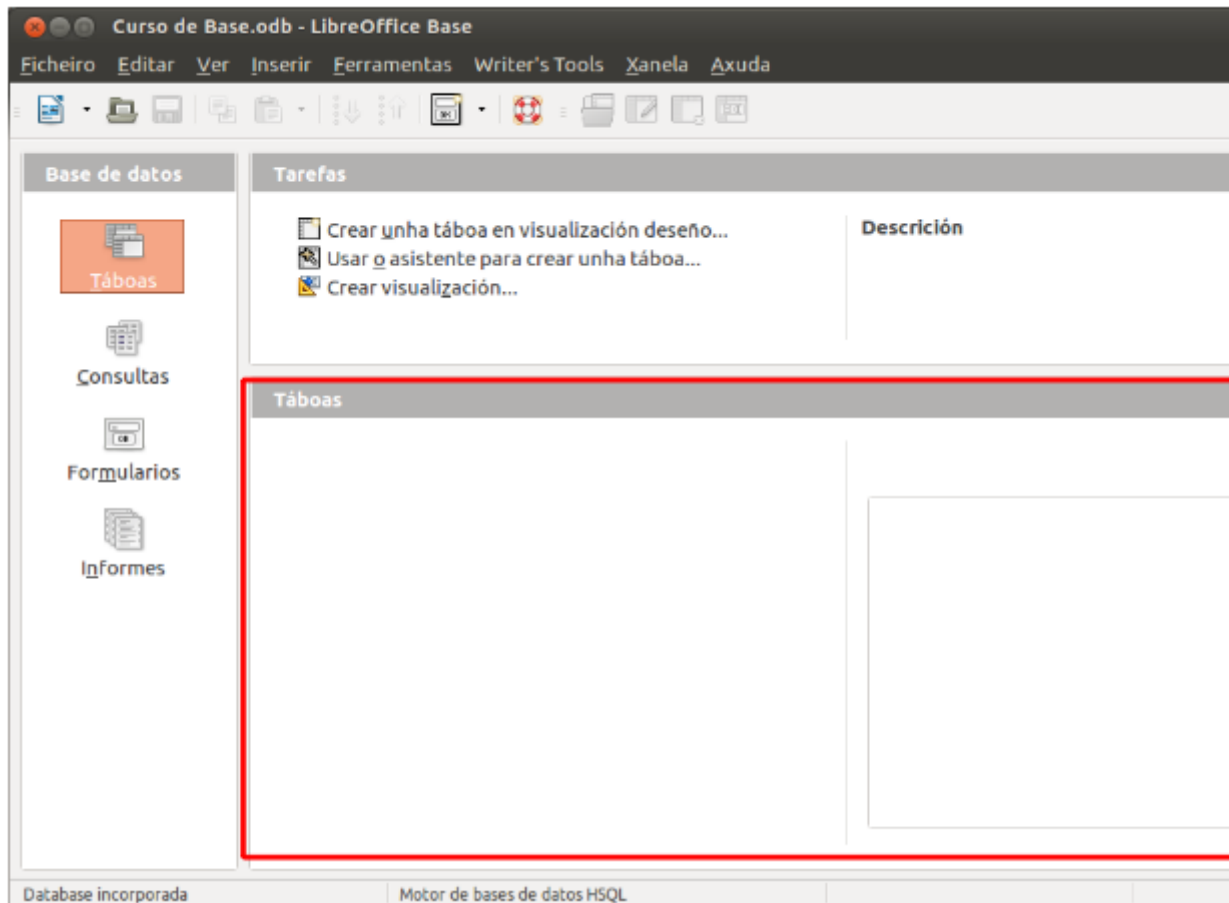 Curso de Base.odb - LibreOffice Base
Ficheiro Editar Ver Inserir Ferramentas Writer's Tools Xanela Axuda
Base de datos
Táboas
Consultas
Formularios
Informes
Tarefas
Crear unha táboa en visualización deseño...
Usar o asistente para crear unha táboa...
Crear visualización...
Descrición
Táboas
Database incorporada
Motor de bases de datos HSQL